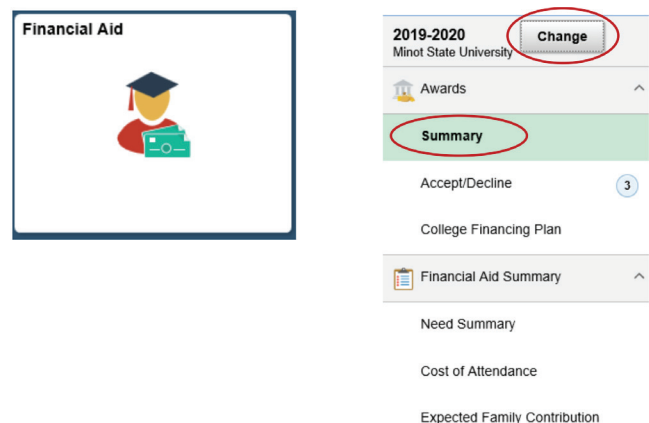 Financial Aid
2019-2020
Minot State University
Change
Awards
Summary
Accept/Decline
3
College Financing Plan
Financial Aid Summary
Need Summary
Cost of Attendance
Expected Family Contribution